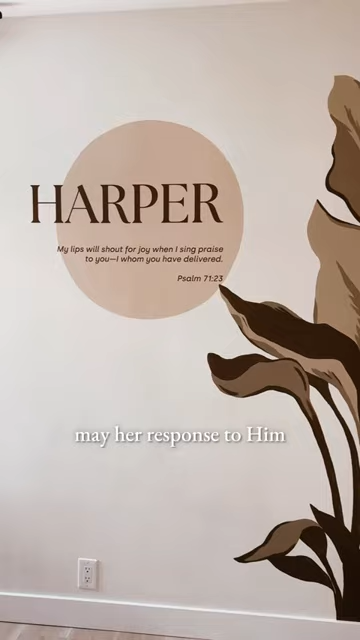 HARPER
My lips will shout for joy when I sing praise
to you—I whom you have delivered.
Psalm 71:23
may her response to Him